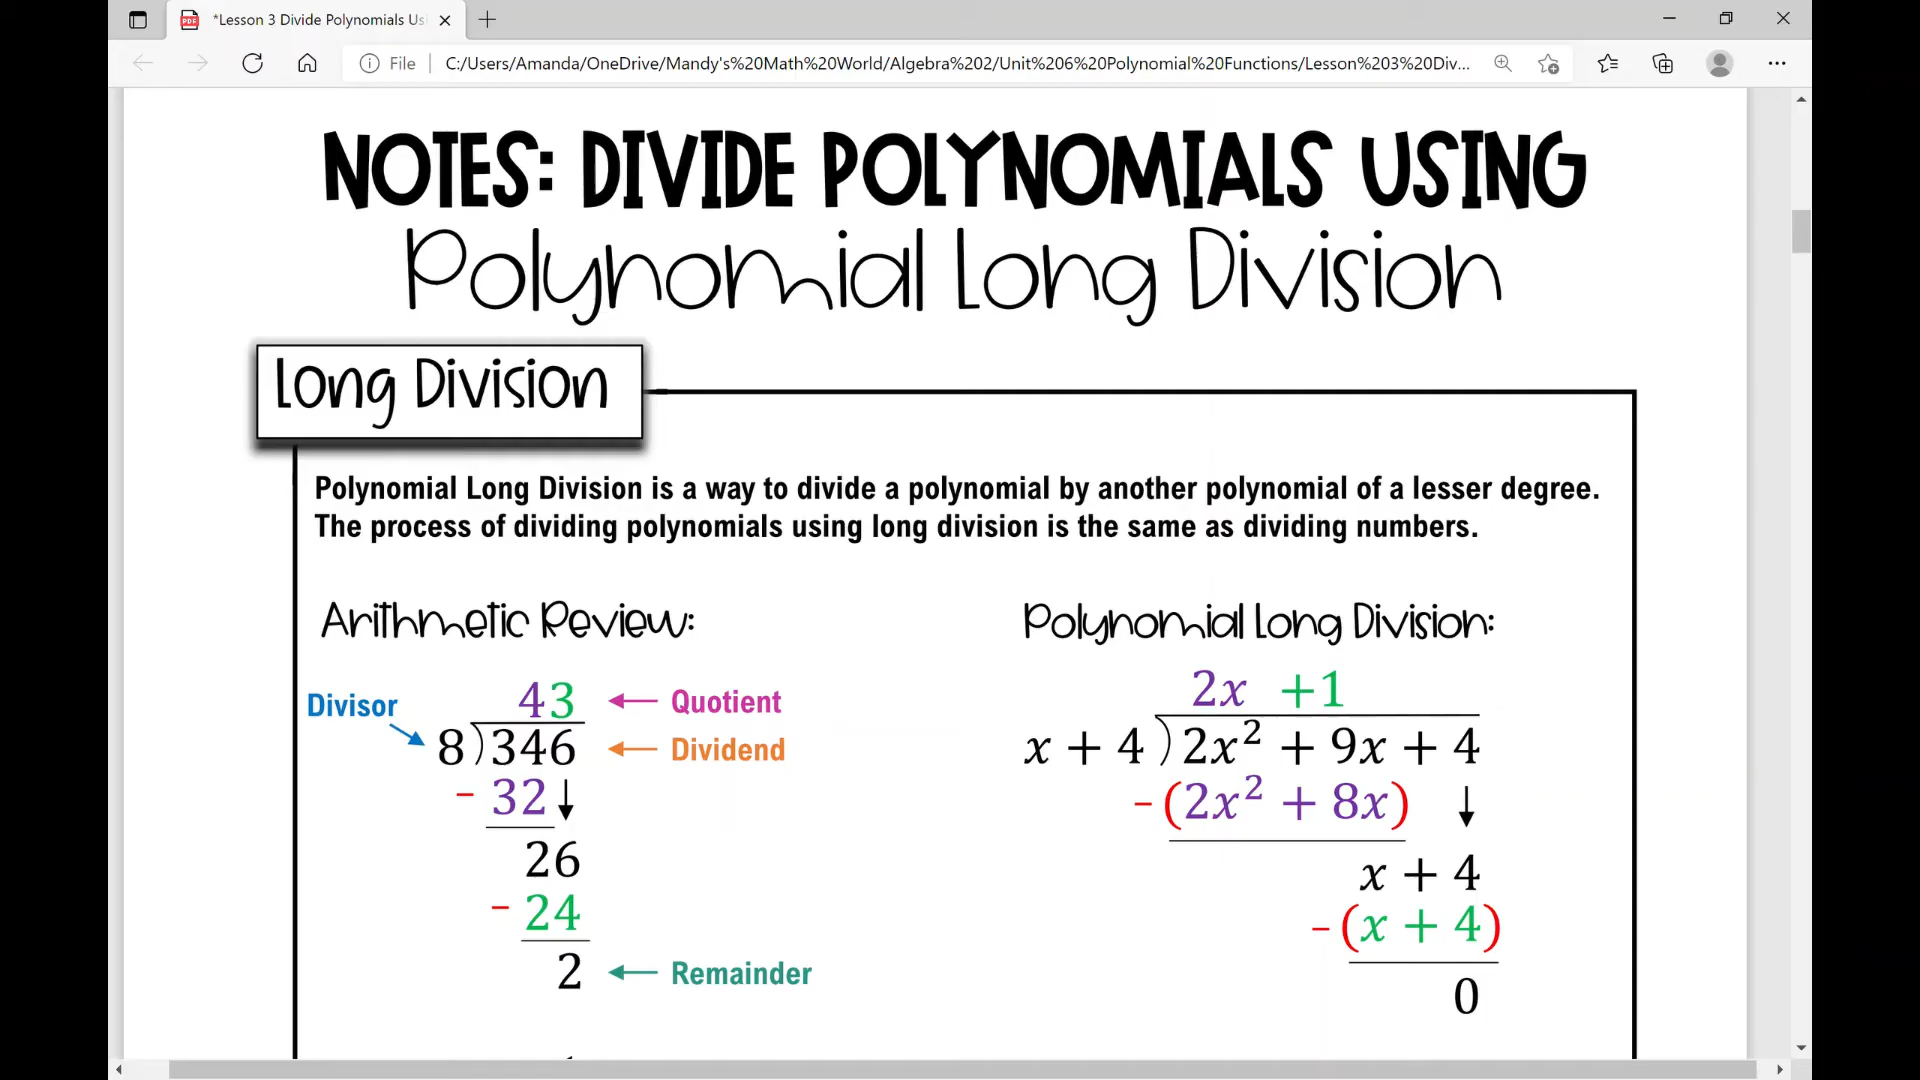 *Lesson 3 Divide Polynomials Us
File
C:/Users/Amanda/OneDrive/Mandy's%20Math%20World/Algebra%202/Unit%206%20Polynomial%20Functions/Lesson%203%20Div...
NOTES: DIVIDE POLYNOMIALS USING
Polynomial Long Division
Long Division
Polynomial Long Division is a way to divide a polynomial by another polynomial of a lesser degree.
The process of dividing polynomials using long division is the same as dividing numbers.
Arithmetic Review:
Divisor
43 ← Quotient
8)346 ← Dividend
- 32 ↓
26
- 24
2 ← Remainder
Polynomial Long Division:
2x +1
x + 4)2x² + 9x + 4
-(2x² + 8x) ↓
x + 4
-(x + 4)
0